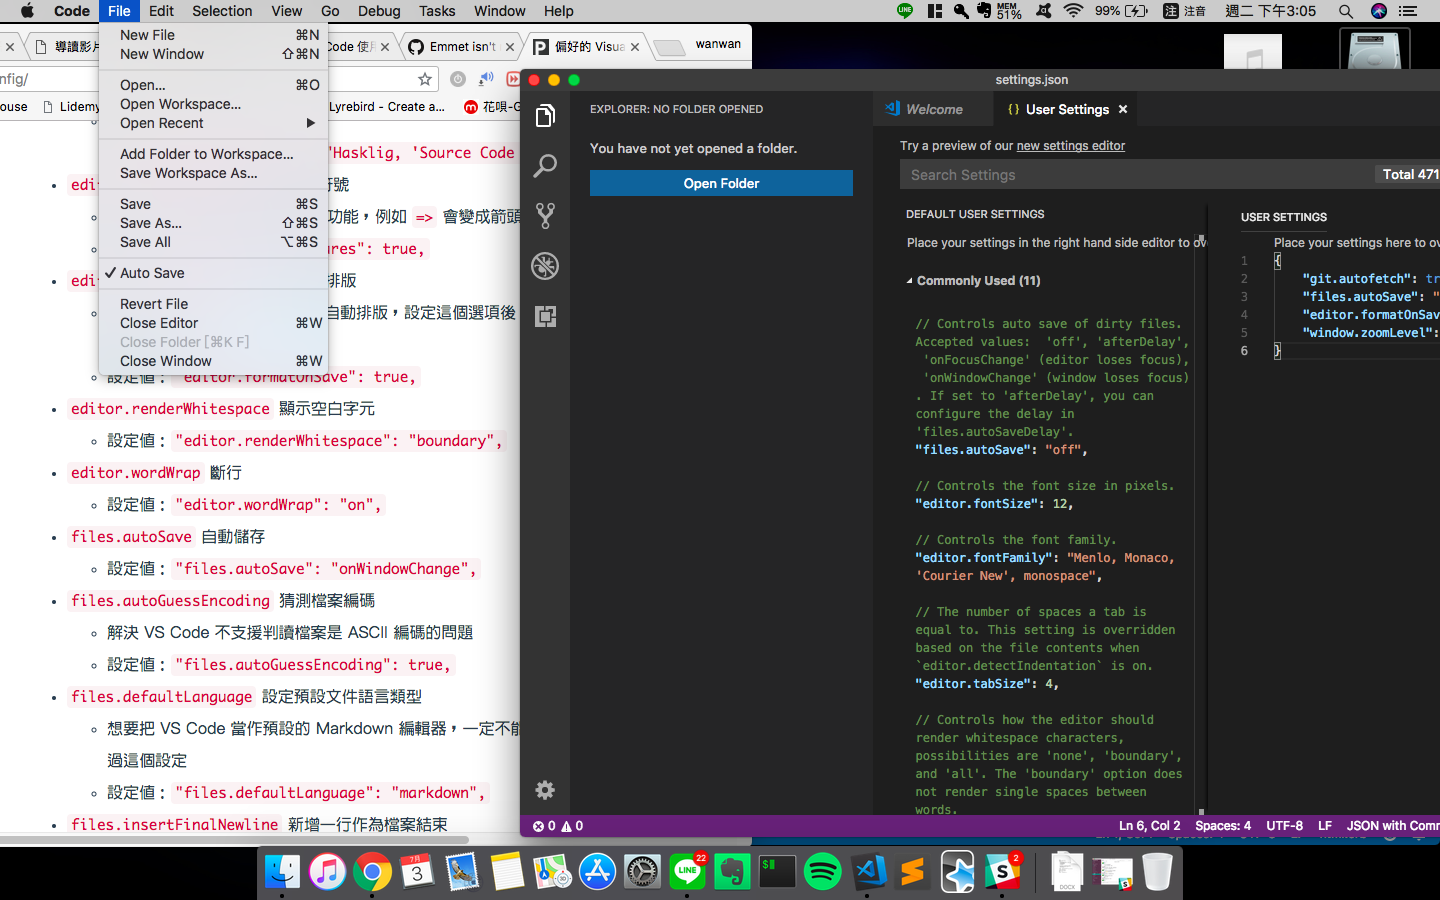 Code File Edit Selection View Go Debug Tasks Window Help
MEM 51% 99% 注 注音 週二 下午3:05
New File ⌘N
New Window ⇧⌘N
Open... ⌘O
Open Workspace...
Open Recent ▶
Add Folder to Workspace...
Save Workspace As...
Save ⌘S
Save As... ⇧⌘S
Save All ⌥⌘S
✓ Auto Save
Revert File
Close Editor ⌘W
Close Folder [⌘K F]
Close Window ⌘W
導讀影片
Code 使用
Emmet isn't
偏好的 Visua
wanwan
nfig/
ouse
Lidemy
Lyrebird - Create a...
花唄-G
'Hasklig, 'Source Code
edi 符號
功能，例如 => 會變成箭頭
ures": true,
edi 排版
自動排版，設定這個選項後
設定值："editor.formatOnSave": true,
editor.renderWhitespace 顯示空白字元
設定值："editor.renderWhitespace": "boundary",
editor.wordWrap 斷行
設定值："editor.wordWrap": "on",
files.autoSave 自動儲存
設定值："files.autoSave": "onWindowChange",
files.autoGuessEncoding 猜測檔案編碼
解決 VS Code 不支援判讀檔案是 ASCII 編碼的問題
設定值："files.autoGuessEncoding": true,
files.defaultLanguage 設定預設文件語言類型
想要把 VS Code 當作預設的 Markdown 編輯器，一定不能
過這個設定
設定值："files.defaultLanguage": "markdown",
files.insertFinalNewline 新增一行作為檔案結束
settings.json
EXPLORER: NO FOLDER OPENED
You have not yet opened a folder.
Open Folder
Welcome
{} User Settings ×
Try a preview of our new settings editor
Search Settings
Total 471
DEFAULT USER SETTINGS
Place your settings in the right hand side editor to ov
Commonly Used (11)
// Controls auto save of dirty files.
Accepted values:  'off', 'afterDelay',
'onFocusChange' (editor loses focus),
'onWindowChange' (window loses focus)
. If set to 'afterDelay', you can
configure the delay in
'files.autoSaveDelay'.
"files.autoSave": "off",
// Controls the font size in pixels.
"editor.fontSize": 12,
// Controls the font family.
"editor.fontFamily": "Menlo, Monaco,
'Courier New', monospace",
// The number of spaces a tab is
equal to. This setting is overridden
based on the file contents when
`editor.detectIndentation` is on.
"editor.tabSize": 4,
// Controls how the editor should
render whitespace characters,
possibilities are 'none', 'boundary',
and 'all'. The 'boundary' option does
not render single spaces between
words.
USER SETTINGS
Place your settings here to ov
1 {
2 "git.autofetch": tr
3 "files.autoSave": "
4 "editor.formatOnSav
5 "window.zoomLevel":
6 }
0 0
Ln 6, Col 2 Spaces: 4 UTF-8 LF JSON with Comm
7月 3
LINE 22
$
2
DOCX